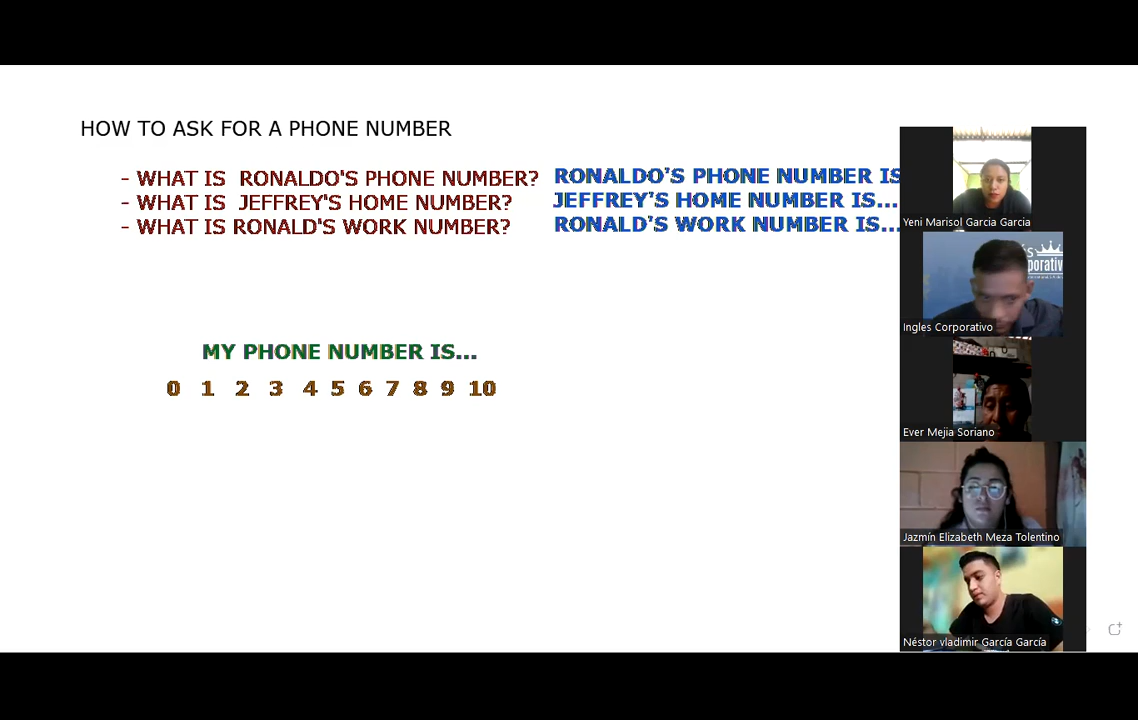 HOW TO ASK FOR A PHONE NUMBER
- WHAT IS  RONALDO'S PHONE NUMBER?
- WHAT IS  JEFFREY'S HOME NUMBER?
- WHAT IS RONALD'S WORK NUMBER?
RONALDO'S PHONE NUMBER IS
JEFFREY'S HOME NUMBER IS...
RONALD'S WORK NUMBER IS...
MY PHONE NUMBER IS...
0 1 2 3 4 5 6 7 8 9 10
Yeni Marisol Garcia Garcia
Ingles Corporativo
Ever Mejia Soriano
Jazmín Elizabeth Meza Tolentino
Néstor vladimir García García